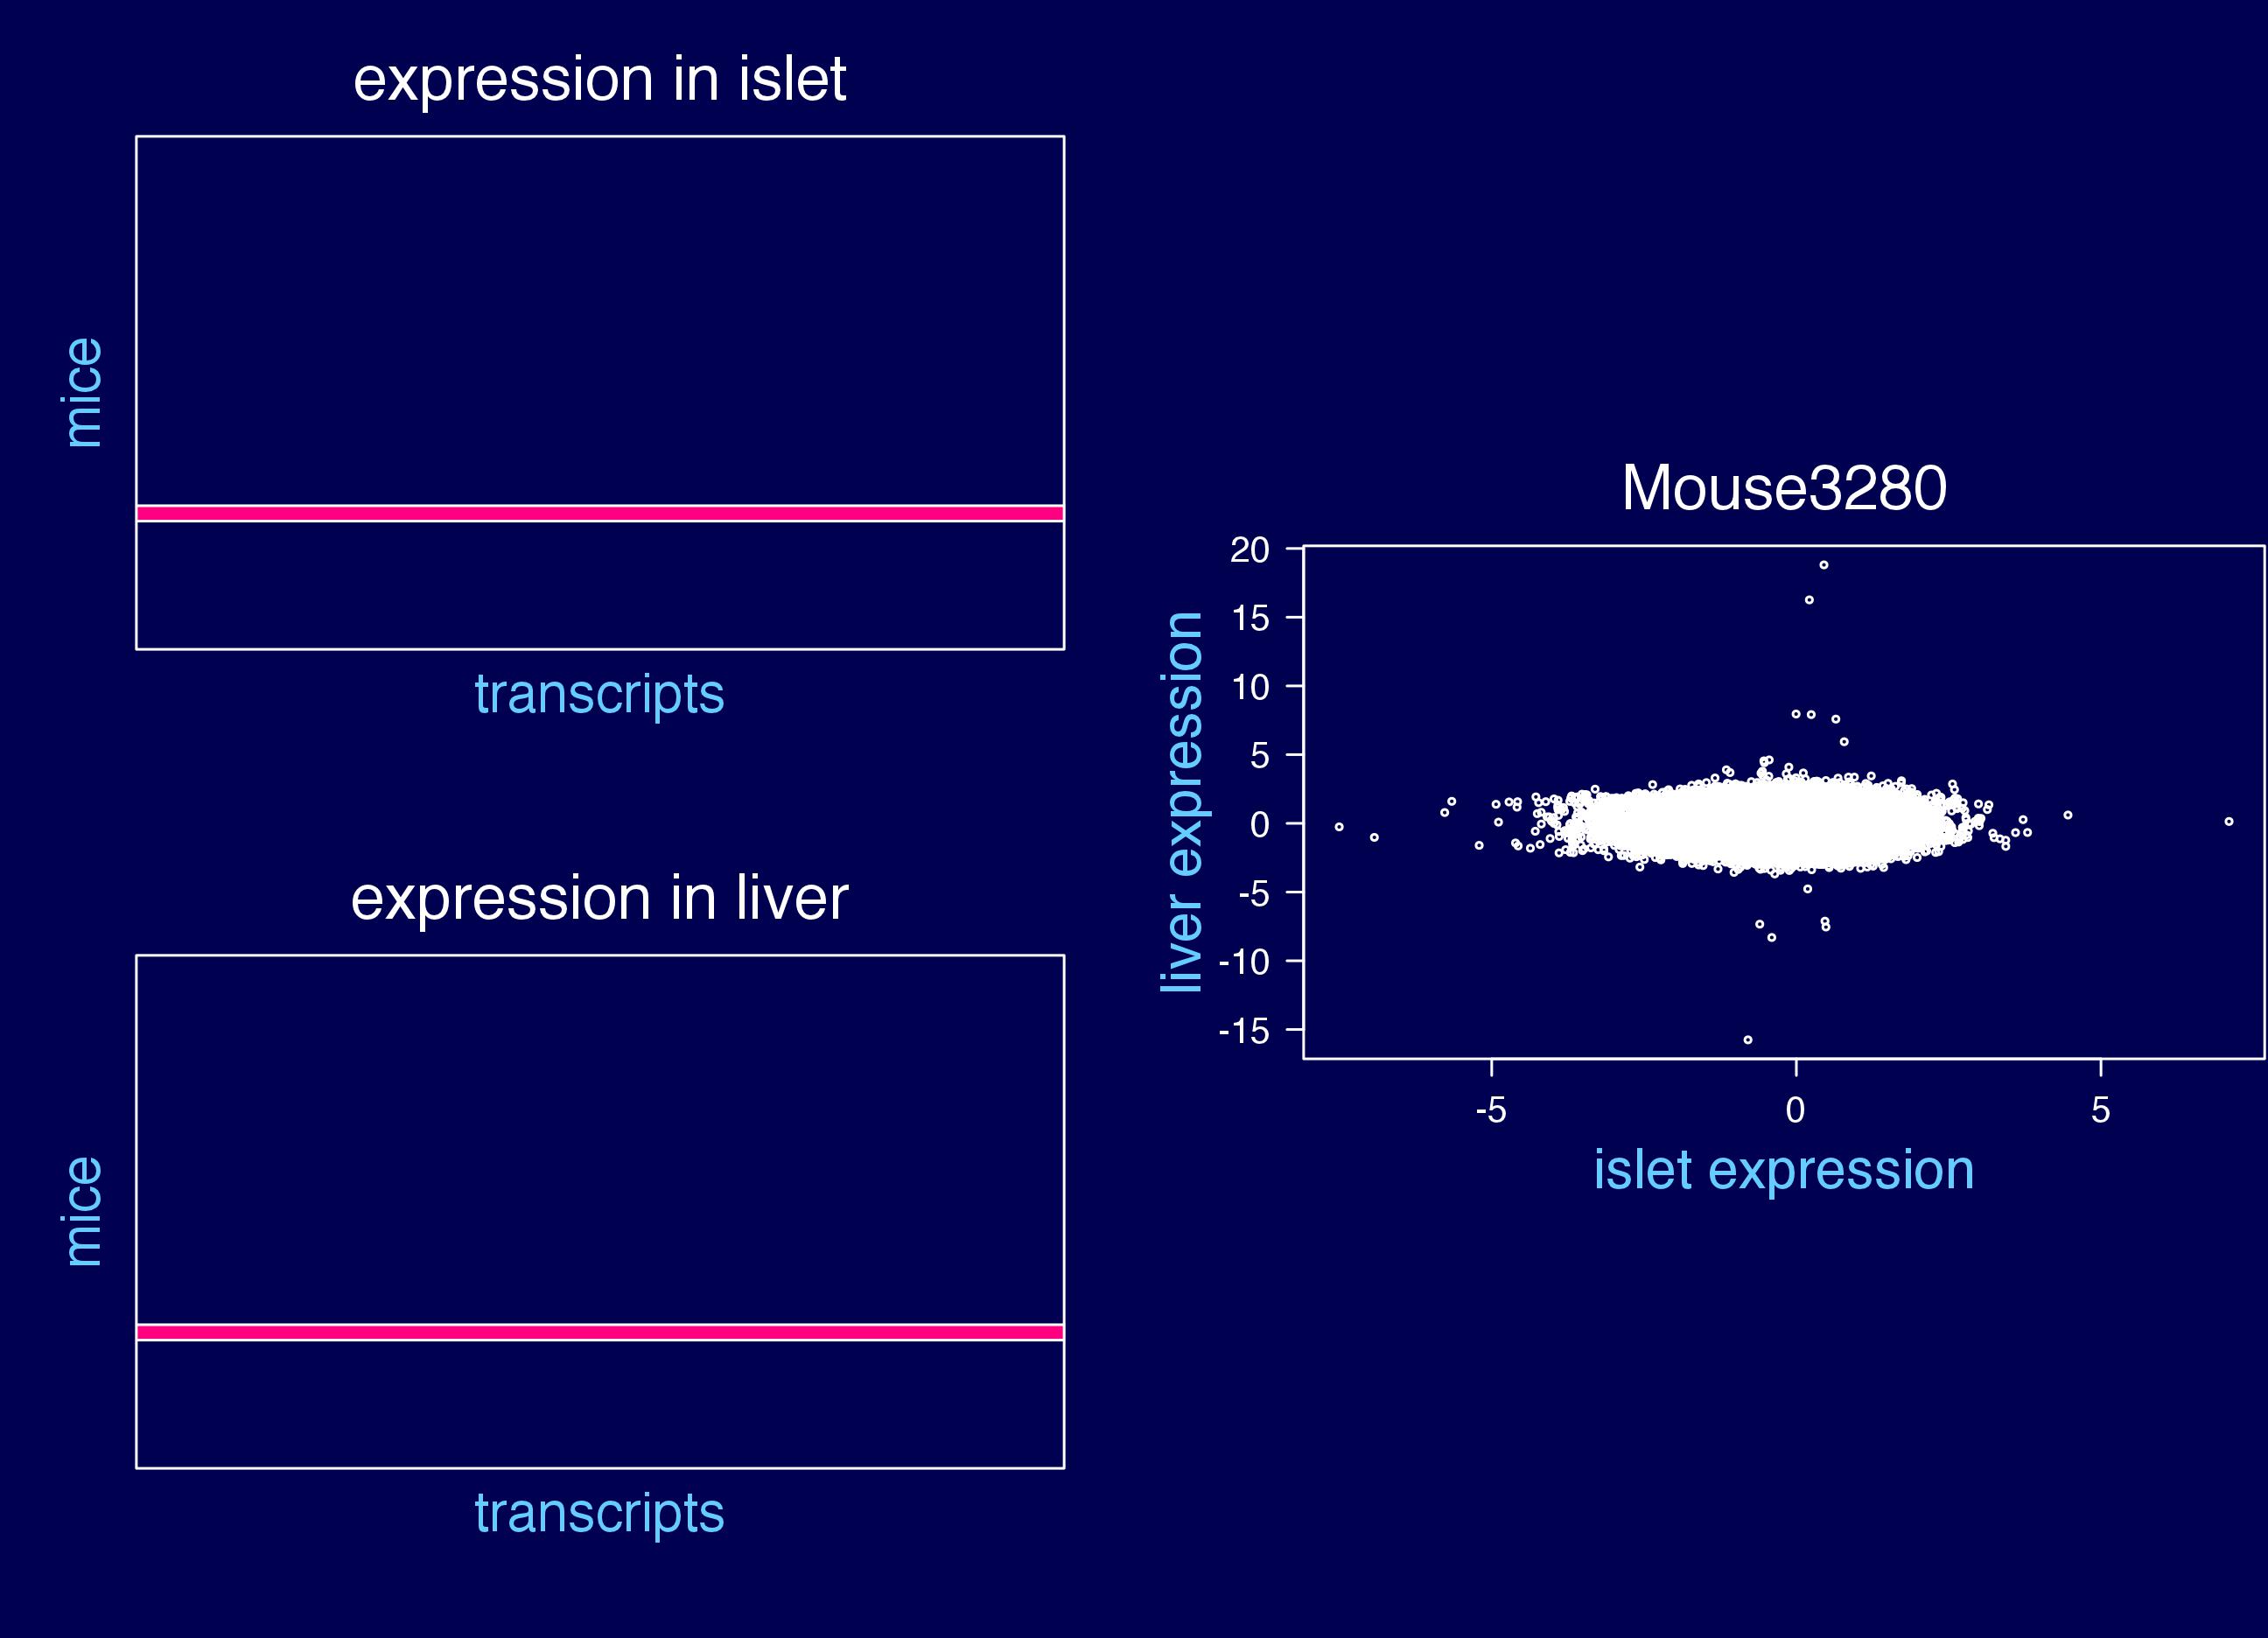 expression in islet
mice
transcripts
expression in liver
mice
transcripts
Mouse3280
liver expression
20
15
10
5
0
-5
-10
-15
-5 0 5
islet expression